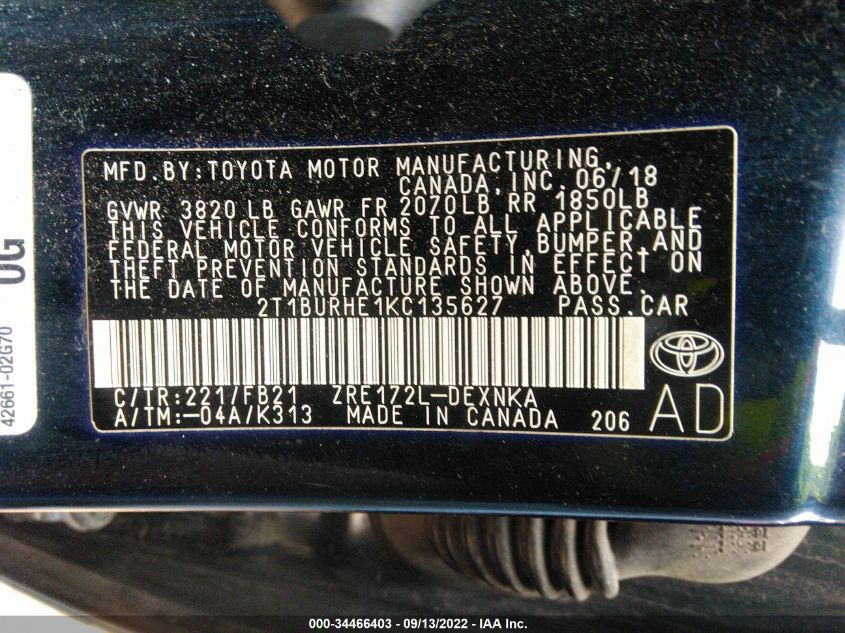 MFD.BY:TOYOTA MOTOR MANUFACTURING,
CANADA,INC.06/18
GVWR 3820 LB GAWR FR 2070LB RR 1850LB
THIS VEHICLE CONFORMS TO ALL APPLICABLE
FEDERAL MOTOR VEHICLE SAFETY,BUMPER,AND
THEFT PREVENTION STANDARDS IN EFFECT ON
THE DATE OF MANUFACTURE SHOWN ABOVE.
2T1BURHE1KC135627 PASS.CAR
C/TR:221/FB21 ZRE172L-DEXNKA
A/TM:-04A/K313 MADE IN CANADA 206 AD
42661-02G70
000-34466403 - 09/13/2022 - IAA Inc.